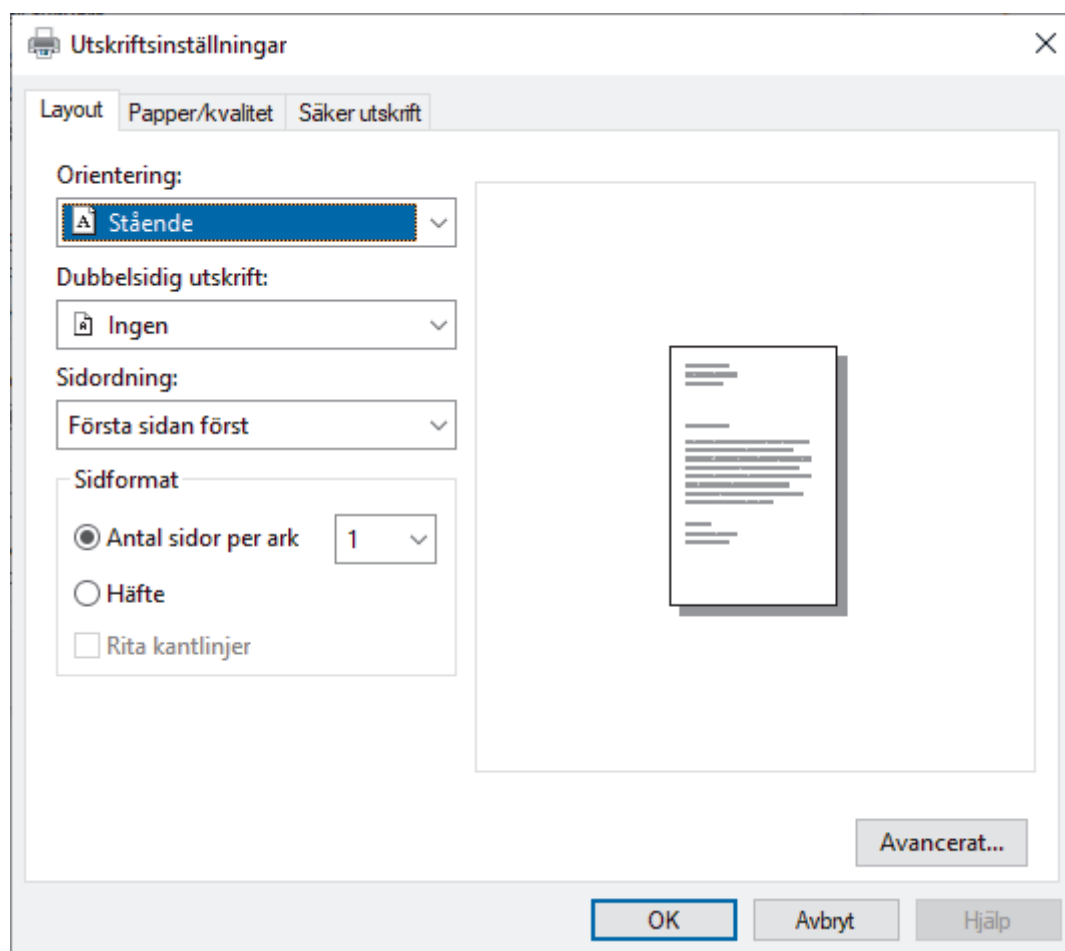 Utskriftsinställningar
Layout Papper/kvalitet Säker utskrift
Orientering:
Stående
Dubbelsidig utskrift:
Ingen
Sidordning:
Första sidan först
Sidformat
Antal sidor per ark 1
Häfte
Rita kantlinjer
Avancerat...
OK Avbryt Hjälp